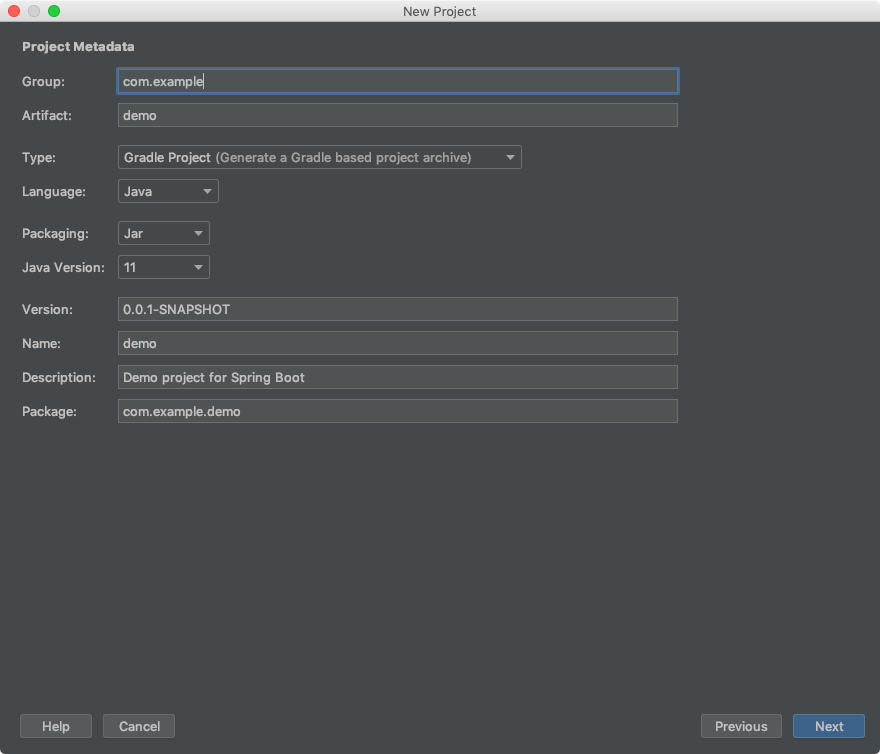 New Project
Project Metadata
Group: com.example
Artifact: demo
Type: Gradle Project (Generate a Gradle based project archive)
Language: Java
Packaging: Jar
Java Version: 11
Version: 0.0.1-SNAPSHOT
Name: demo
Description: Demo project for Spring Boot
Package: com.example.demo
Help Cancel Previous Next